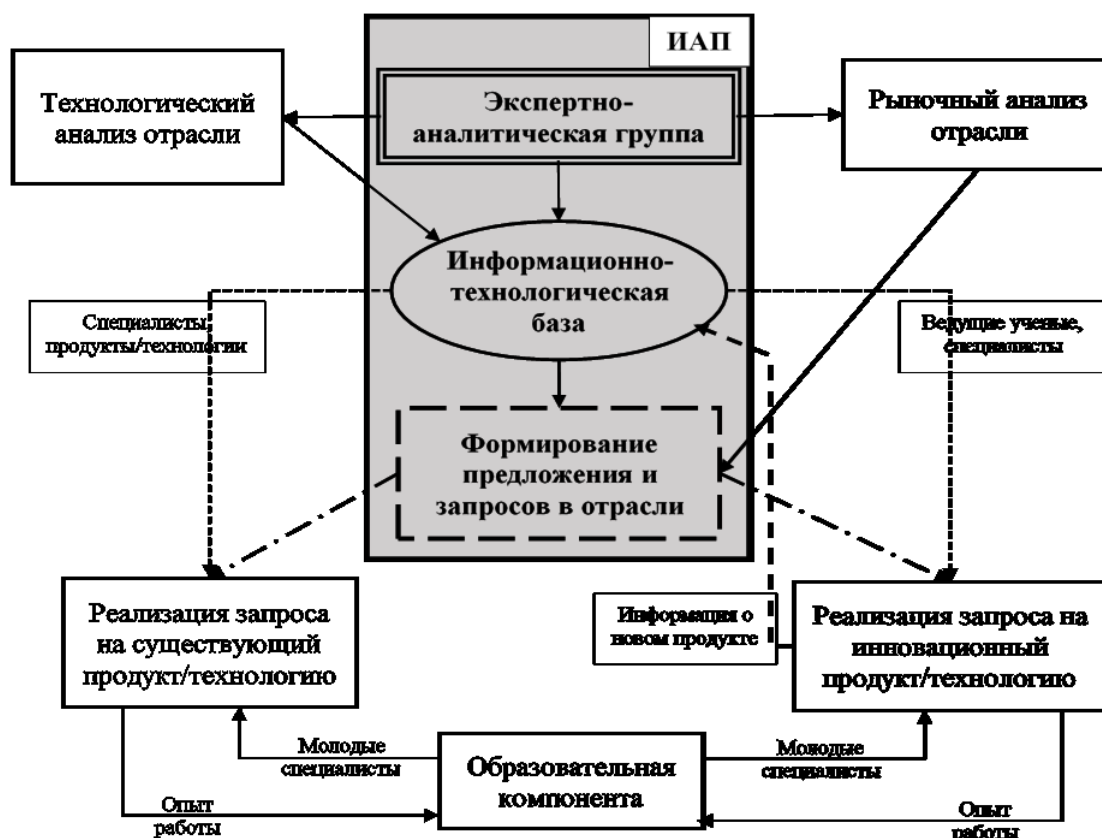 ИАП
Технологический
анализ отрасли
Экспертно-
аналитическая группа
Рыночный анализ
отрасли
Информационно-
технологическая
база
Специалисты,
продукты/технологии
Ведущие ученые,
специалисты
Формирование
предложения и
запросов в отрасли
Реализация запроса
на существующий
продукт/технологию
Информация о
новом продукте
Реализация запроса на
инновационный
продукт/технологию
Молодые
специалисты
Образовательная
компонента
Молодые
специалисты
Опыт
работы
Опыт
работы